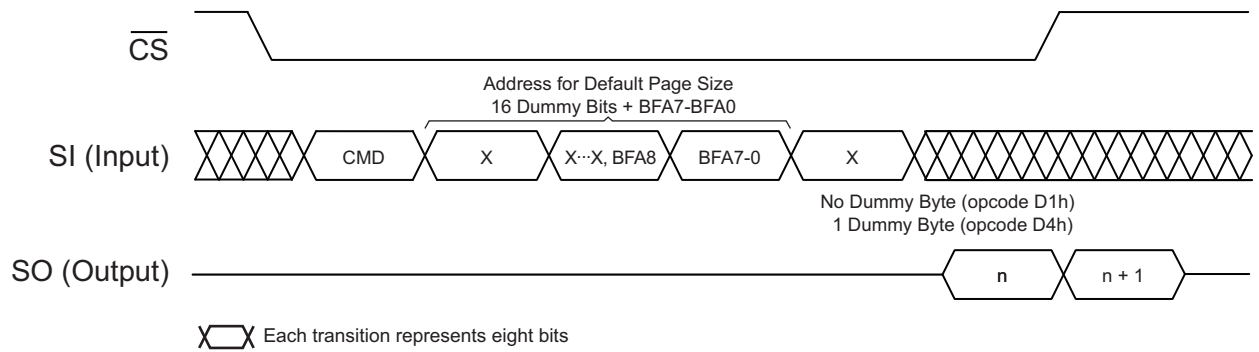 CS
Address for Default Page Size
16 Dummy Bits + BFA7-BFA0
SI (Input)
CMD
X
X···X, BFA8
BFA7-0
X
No Dummy Byte (opcode D1h)
1 Dummy Byte (opcode D4h)
SO (Output)
n
n + 1
Each transition represents eight bits